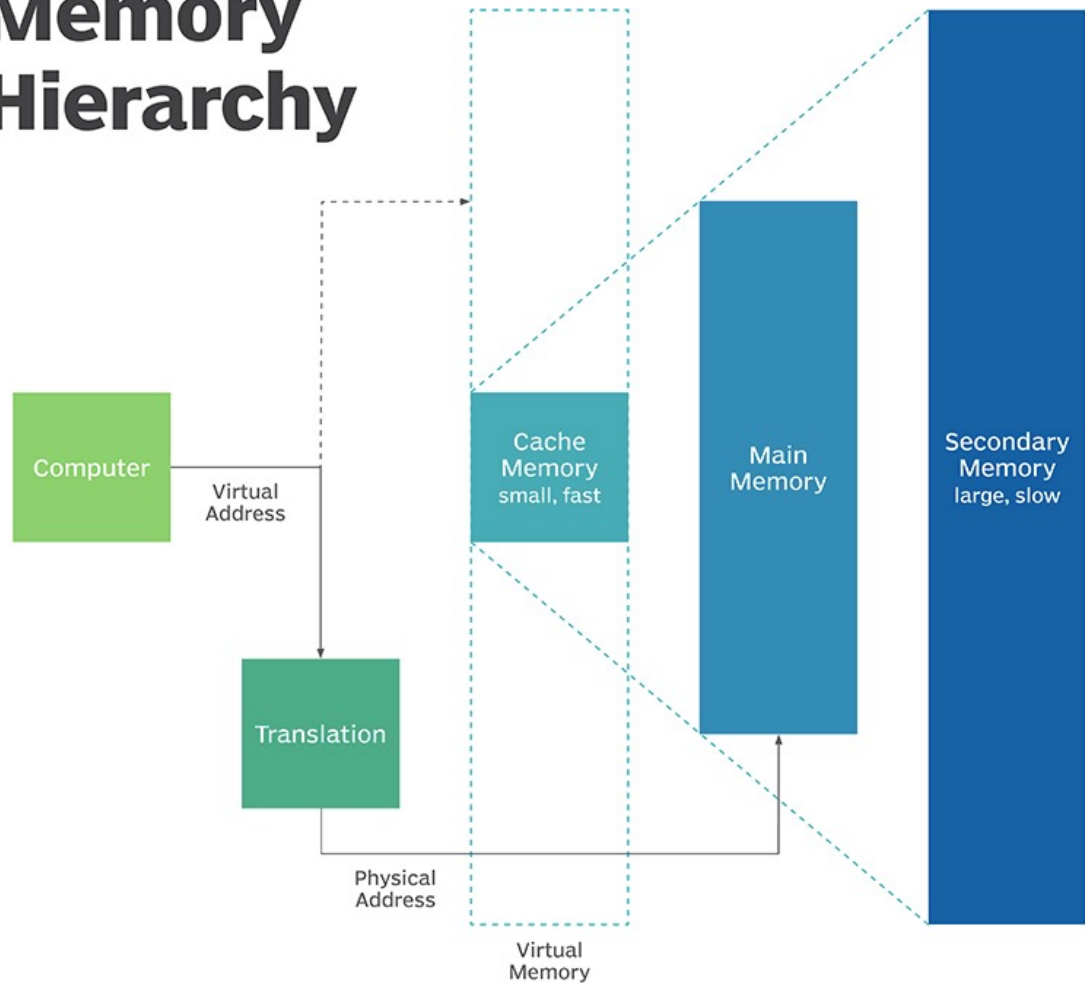 Memory
Hierarchy
Computer
Virtual
Address
Translation
Physical
Address
Cache
Memory
small, fast
Main
Memory
Secondary
Memory
large, slow
Virtual
Memory